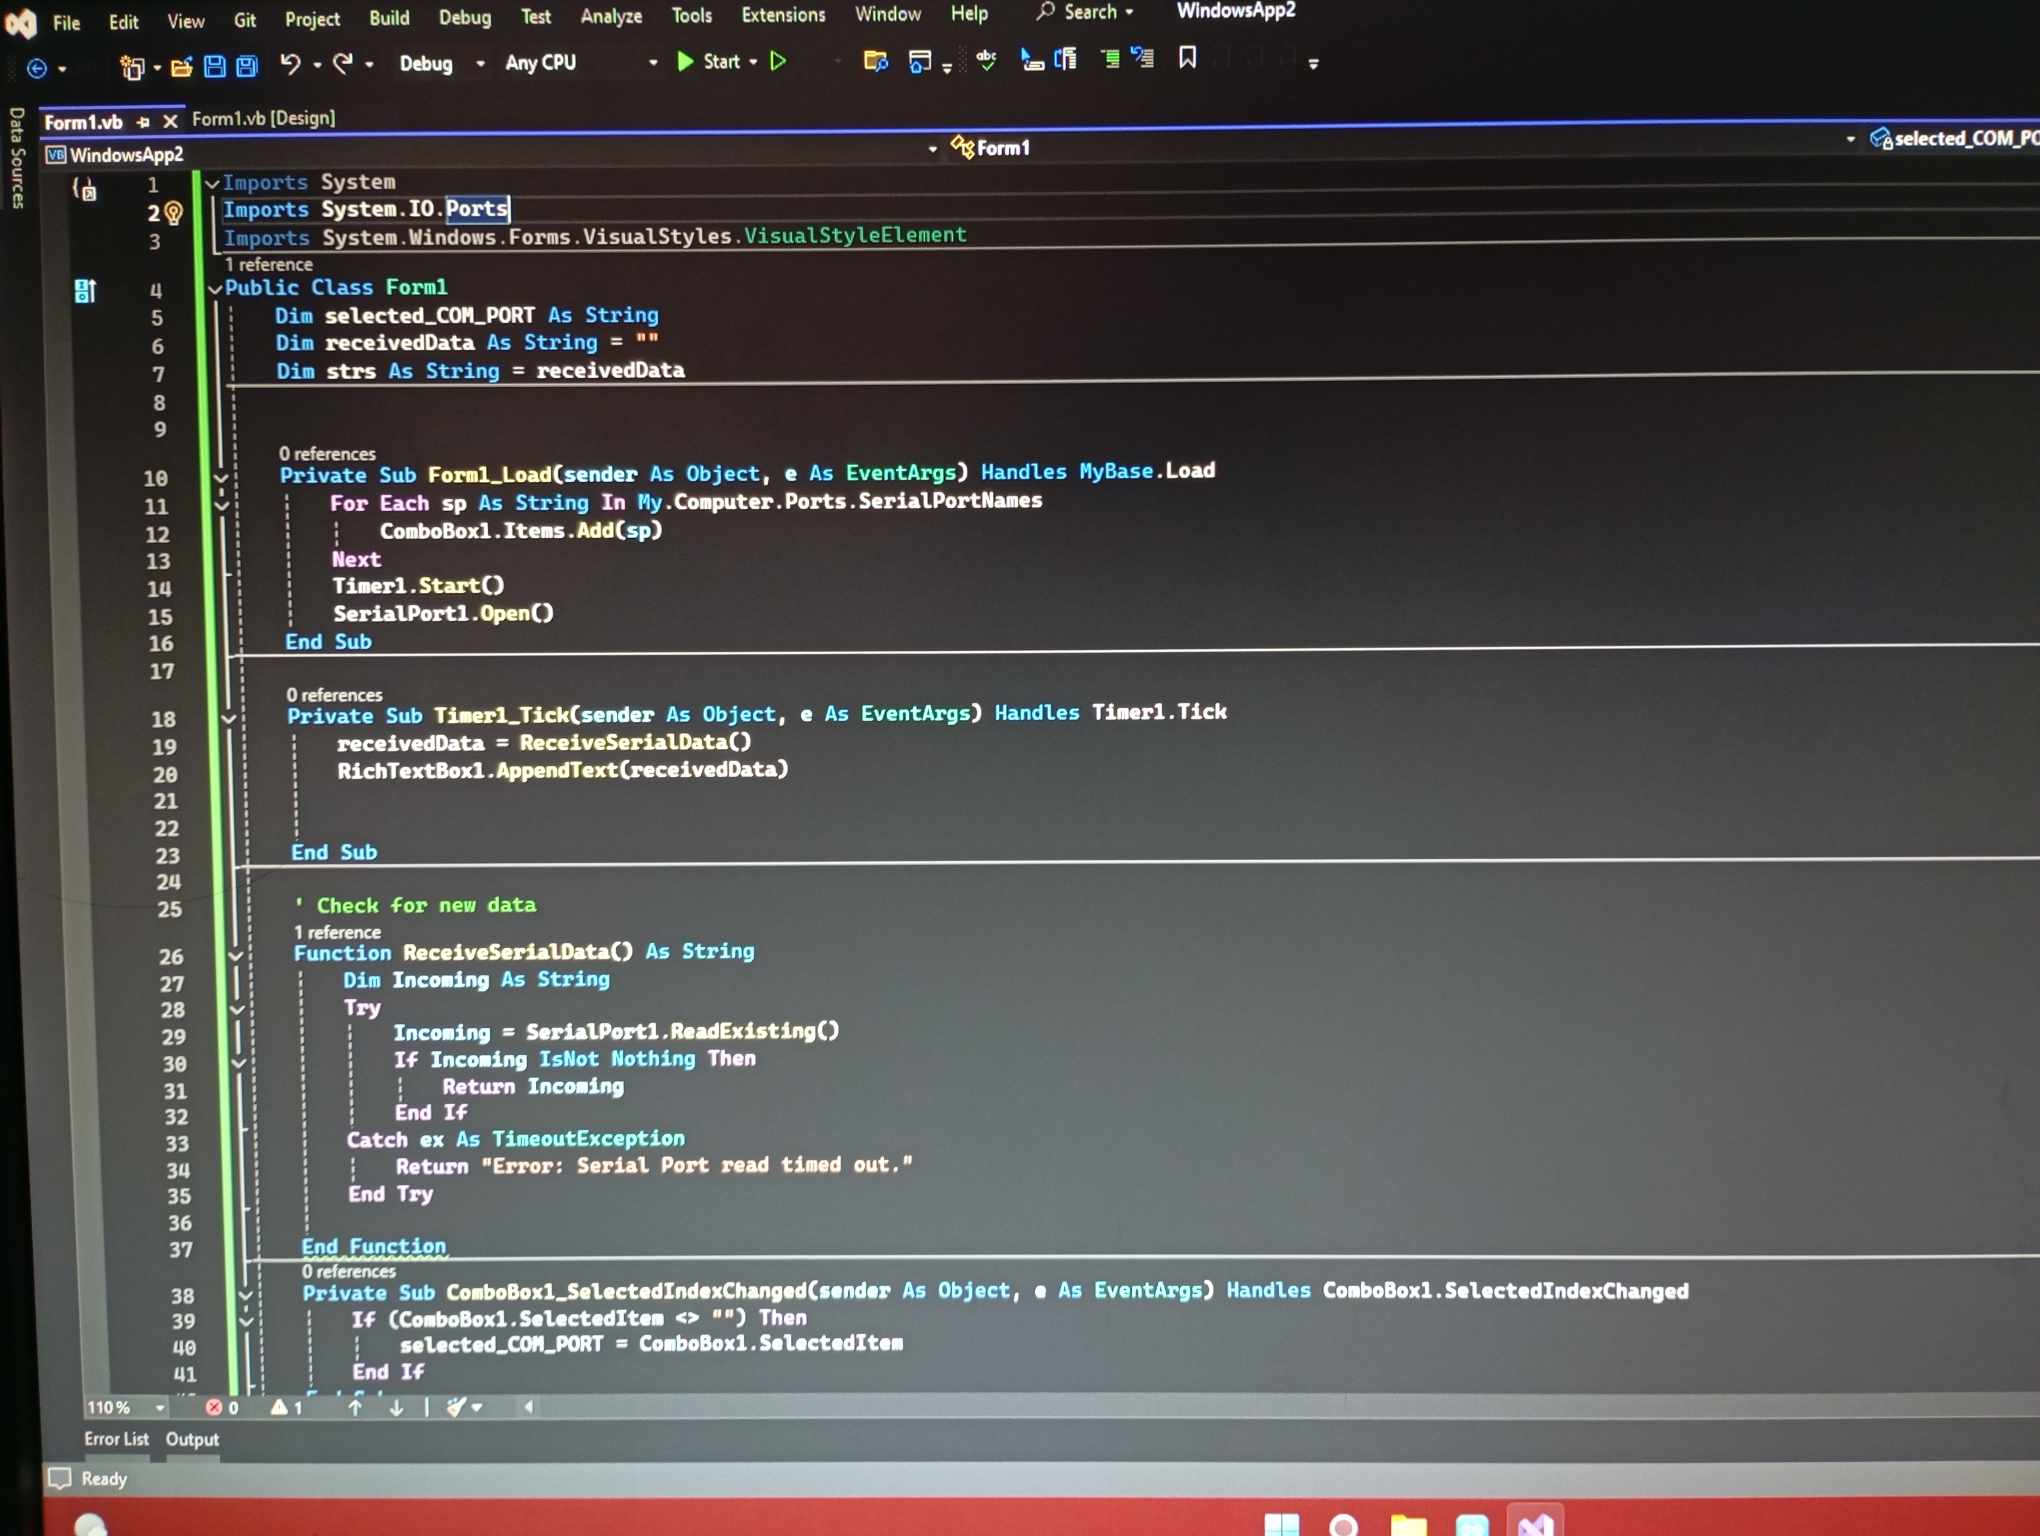 File Edit View Git Project Build Debug Test Analyze Tools Extensions Window Help Search WindowsApp2
Debug Any CPU Start
Data Sources
Form1.vb Form1.vb [Design]
VB WindowsApp2 Form1 selected_COM_PO
1 Imports System
2 Imports System.IO.Ports
3 Imports System.Windows.Forms.VisualStyles.VisualStyleElement
1 reference
4 Public Class Form1
5 Dim selected_COM_PORT As String
6 Dim receivedData As String = ""
7 Dim strs As String = receivedData
8
9
0 references
10 Private Sub Form1_Load(sender As Object, e As EventArgs) Handles MyBase.Load
11 For Each sp As String In My.Computer.Ports.SerialPortNames
12 ComboBox1.Items.Add(sp)
13 Next
14 Timer1.Start()
15 SerialPort1.Open()
16 End Sub
17
0 references
18 Private Sub Timer1_Tick(sender As Object, e As EventArgs) Handles Timer1.Tick
19 receivedData = ReceiveSerialData()
20 RichTextBox1.AppendText(receivedData)
21
22
23 End Sub
24
25 ' Check for new data
1 reference
26 Function ReceiveSerialData() As String
27 Dim Incoming As String
28 Try
29 Incoming = SerialPort1.ReadExisting()
30 If Incoming IsNot Nothing Then
31 Return Incoming
32 End If
33 Catch ex As TimeoutException
34 Return "Error: Serial Port read timed out."
35 End Try
36
37 End Function
0 references
38 Private Sub ComboBox1_SelectedIndexChanged(sender As Object, e As EventArgs) Handles ComboBox1.SelectedIndexChanged
39 If (ComboBox1.SelectedItem <> "") Then
40 selected_COM_PORT = ComboBox1.SelectedItem
41 End If
110 % 0 1
Error List Output
Ready